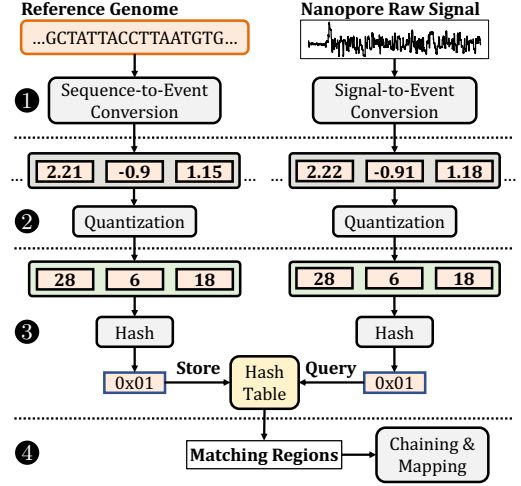 Reference Genome
Nanopore Raw Signal
...GCTATTACCTTAATGTG...
1
Sequence-to-Event
Conversion
Signal-to-Event
Conversion
... 2.21 -0.9 1.15 ...
... 2.22 -0.91 1.18 ...
2
Quantization
Quantization
28 6 18
28 6 18
3
Hash
Hash
0x01
Store
Hash
Table
Query
0x01
4
Matching Regions
Chaining &
Mapping